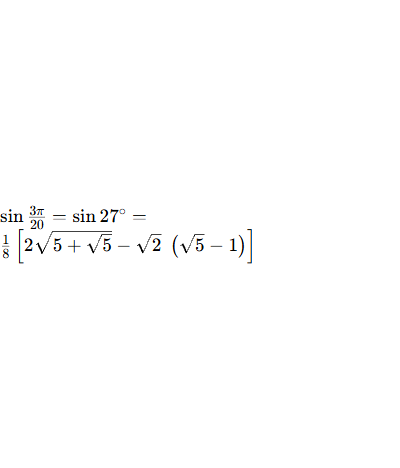 sin 3π/20 = sin 27° =
1/8 [2√(5 + √5) − √2 (√5 − 1)]